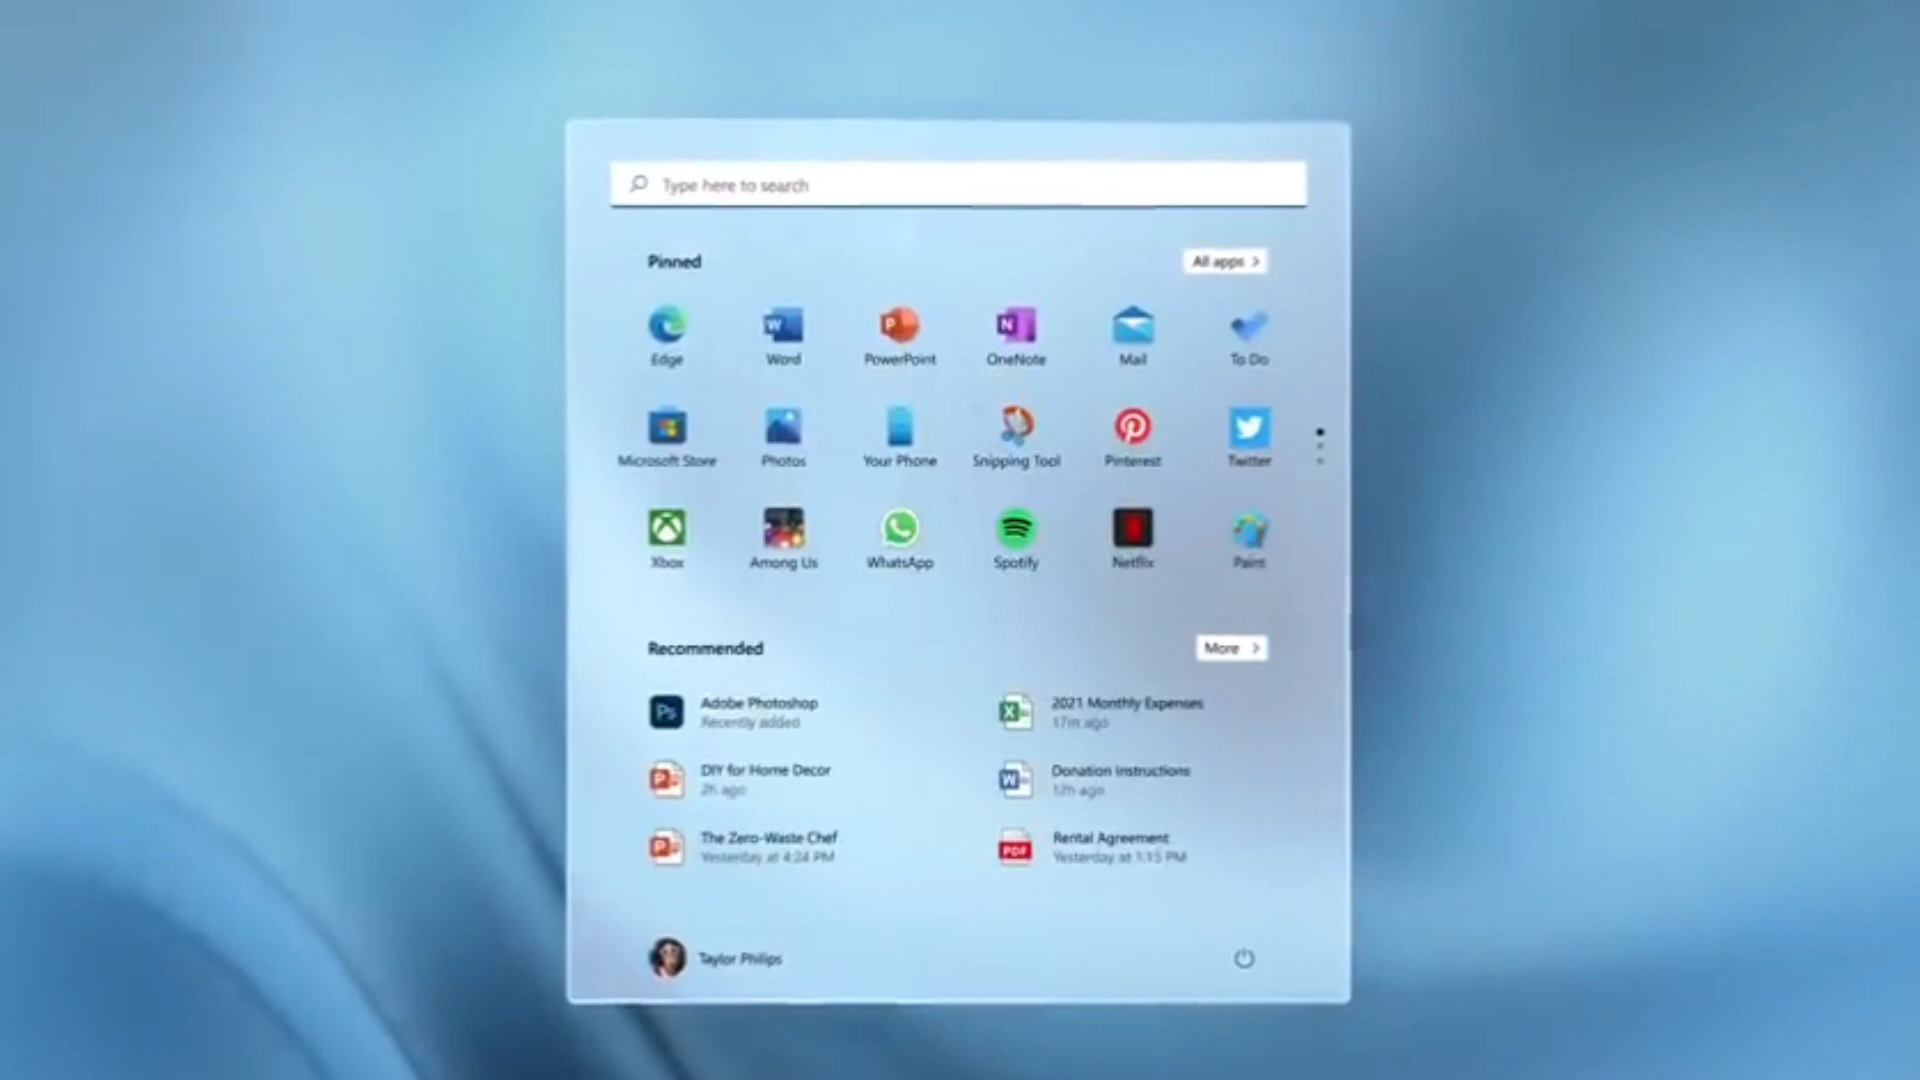 Type here to search
Pinned
All apps
Edge
Word
PowerPoint
OneNote
Mail
To Do
Microsoft Store
Photos
Your Phone
Snipping Tool
Pinterest
Twitter
Xbox
Among Us
WhatsApp
Spotify
Netflix
Paint
Recommended
More
Ps
Adobe Photoshop
Recently added
2021 Monthly Expenses
17m ago
DIY for Home Decor
2h ago
Donation Instructions
12h ago
The Zero-Waste Chef
Yesterday at 4:24 PM
PDF
Rental Agreement
Yesterday at 1:15 PM
Taylor Philips